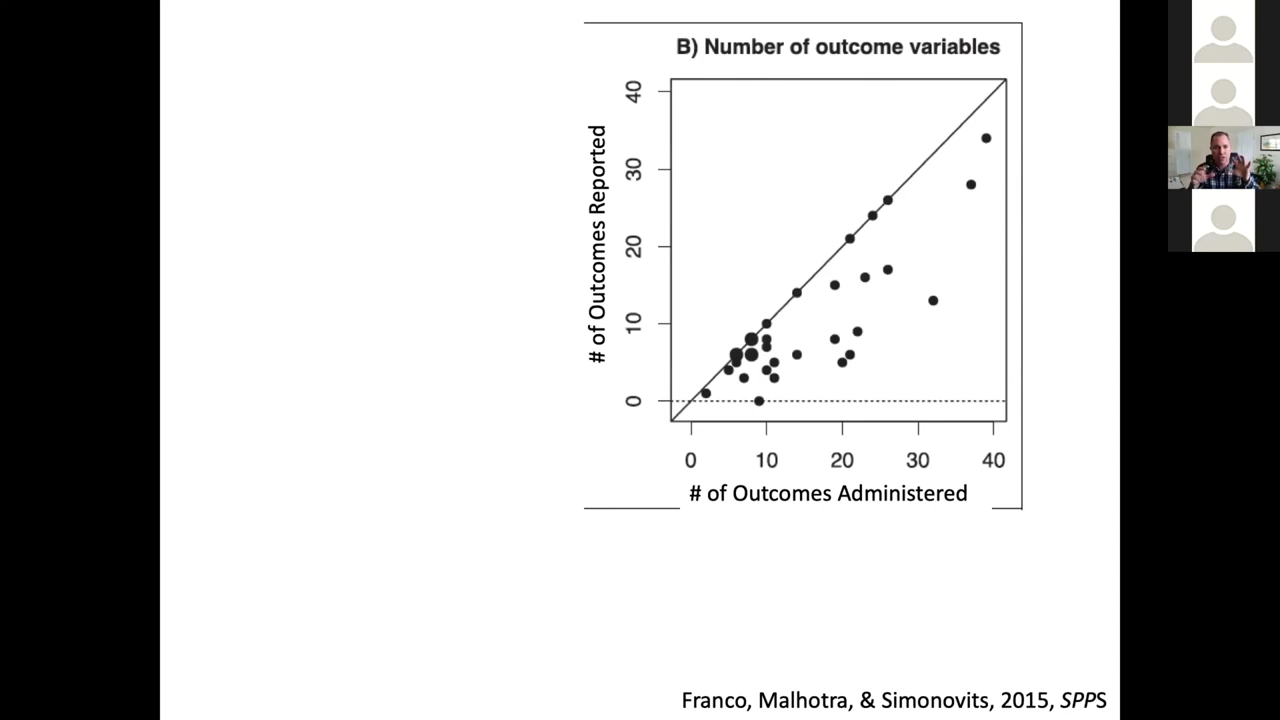 B) Number of outcome variables
# of Outcomes Reported
40
30
20
10
0
0 10 20 30 40
# of Outcomes Administered
Franco, Malhotra, & Simonovits, 2015, SPPS